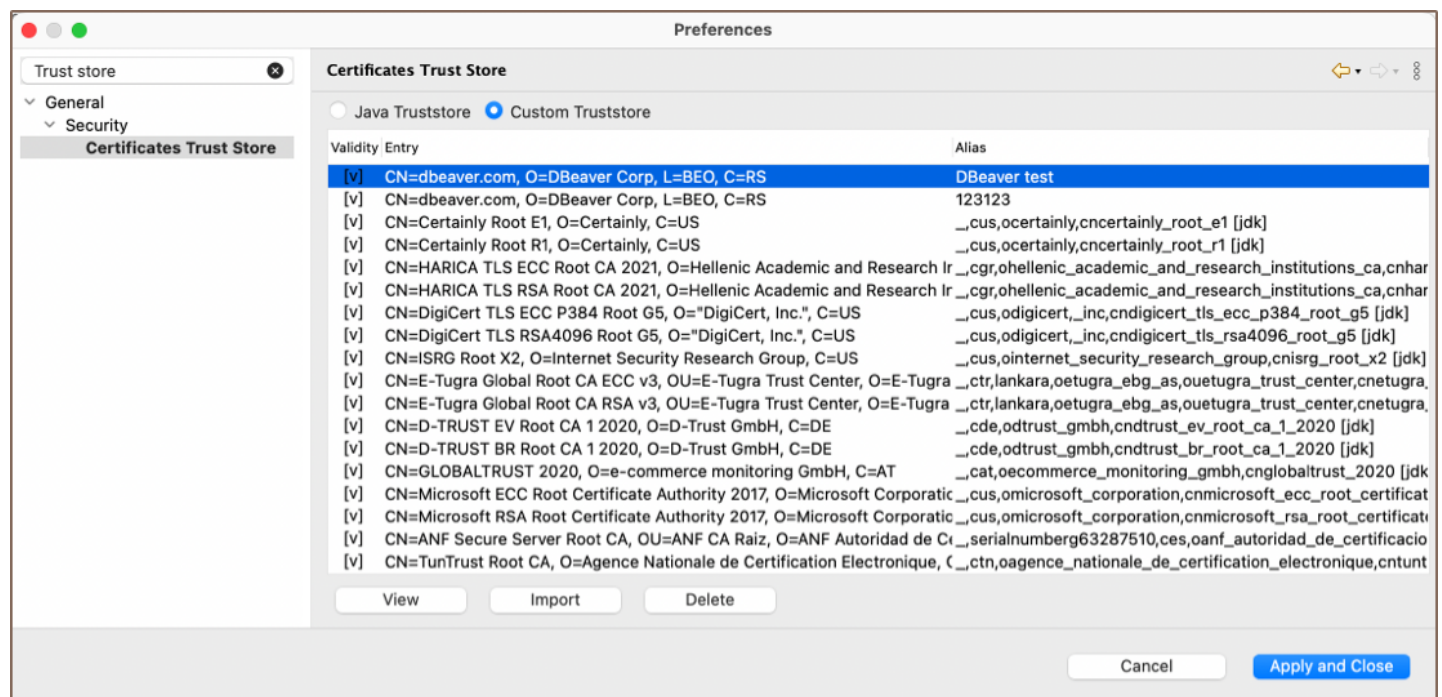 Preferences
Trust store
General
Security
Certificates Trust Store
Certificates Trust Store
Java Truststore Custom Truststore
Validity Entry Alias
[v] CN=dbeaver.com, O=DBeaver Corp, L=BEO, C=RS DBeaver test
[v] CN=dbeaver.com, O=DBeaver Corp, L=BEO, C=RS 123123
[v] CN=Certainly Root E1, O=Certainly, C=US _,cus,ocertainly,cncertainly_root_e1 [jdk]
[v] CN=Certainly Root R1, O=Certainly, C=US _,cus,ocertainly,cncertainly_root_r1 [jdk]
[v] CN=HARICA TLS ECC Root CA 2021, O=Hellenic Academic and Research Ir _,cgr,ohellenic_academic_and_research_institutions_ca,cnhar
[v] CN=HARICA TLS RSA Root CA 2021, O=Hellenic Academic and Research Ir _,cgr,ohellenic_academic_and_research_institutions_ca,cnhar
[v] CN=DigiCert TLS ECC P384 Root G5, O="DigiCert, Inc.", C=US _,cus,odigicert,_inc,cndigicert_tls_ecc_p384_root_g5 [jdk]
[v] CN=DigiCert TLS RSA4096 Root G5, O="DigiCert, Inc.", C=US _,cus,odigicert,_inc,cndigicert_tls_rsa4096_root_g5 [jdk]
[v] CN=ISRG Root X2, O=Internet Security Research Group, C=US _,cus,ointernet_security_research_group,cnisrg_root_x2 [jdk]
[v] CN=E-Tugra Global Root CA ECC v3, OU=E-Tugra Trust Center, O=E-Tugra _,ctr,lankara,oetugra_ebg_as,ouetugra_trust_center,cnetugra_
[v] CN=E-Tugra Global Root CA RSA v3, OU=E-Tugra Trust Center, O=E-Tugra _,ctr,lankara,oetugra_ebg_as,ouetugra_trust_center,cnetugra_
[v] CN=D-TRUST EV Root CA 1 2020, O=D-Trust GmbH, C=DE _,cde,odtrust_gmbh,cndtrust_ev_root_ca_1_2020 [jdk]
[v] CN=D-TRUST BR Root CA 1 2020, O=D-Trust GmbH, C=DE _,cde,odtrust_gmbh,cndtrust_br_root_ca_1_2020 [jdk]
[v] CN=GLOBALTRUST 2020, O=e-commerce monitoring GmbH, C=AT _,cat,oecommerce_monitoring_gmbh,cnglobaltrust_2020 [jdk
[v] CN=Microsoft ECC Root Certificate Authority 2017, O=Microsoft Corporatic _,cus,omicrosoft_corporation,cnmicrosoft_ecc_root_certificat
[v] CN=Microsoft RSA Root Certificate Authority 2017, O=Microsoft Corporatic _,cus,omicrosoft_corporation,cnmicrosoft_rsa_root_certificat
[v] CN=ANF Secure Server Root CA, OU=ANF CA Raiz, O=ANF Autoridad de Ce _,serialnumberg63287510,ces,oanf_autoridad_de_certificacio
[v] CN=TunTrust Root CA, O=Agence Nationale de Certification Electronique, C _,ctn,oagence_nationale_de_certification_electronique,cntunt
View Import Delete
Cancel Apply and Close